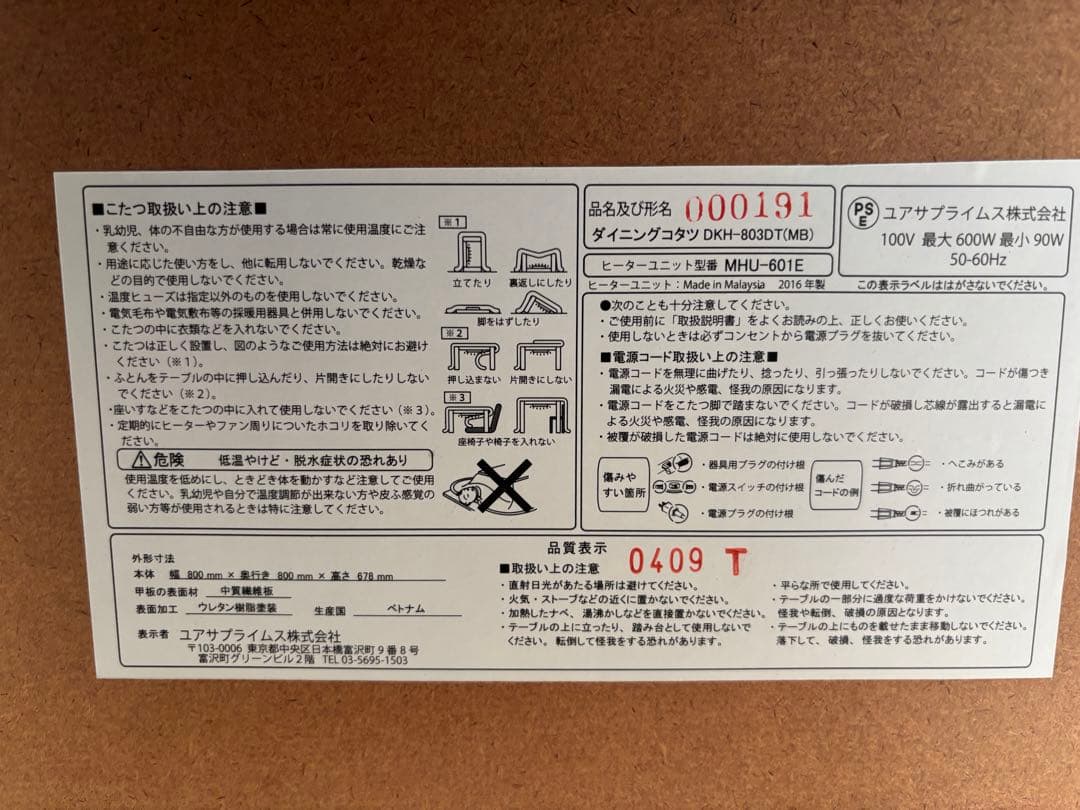 ■こたつ取扱い上の注意■
・乳幼児、体の不自由な方が使用する場合は常に使用温度にご注
意ください。
・用途に応じた使い方をし、他に転用しないでください。乾燥な
どの目的で使用しないでください。
・温度ヒューズは指定以外のものを使用しないでください。
・電気毛布や電気敷布等の採暖用器具と併用しないでください。
・こたつの中に衣類などを入れないでください。
・こたつは正しく設置し、図のようなご使用方法は絶対にお避け
ください（※1）。
・ふとんをテーブルの中に押し込んだり、片開きにしたりしない
でください（※2）。
・座いすなどをこたつの中に入れて使用しないでください（※3）。
・定期的にヒーターやファン周りについたホコリを取り除いてく
ださい。
※1
立てたり
裏返しにしたり
脚をはずしたり
※2
押し込まない
片開きにしない
※3
座椅子や椅子を入れない
危険 低温やけど・脱水症状の恐れあり
使用温度を低めにし、ときどき体を動かすなど注意してご使用
ください。乳幼児や自分で温度調節が出来ない方や皮ふ感覚の
弱い方等が使用されるときは特に注意してください。
品名及び形名 000191
ダイニングコタツ DKH-803DT(MB)
ヒーターユニット型番 MHU-601E
ヒーターユニット：Made in Malaysia 2016 年製
PSE
ユアサプライムス株式会社
100V 最大 600W 最小 90W
50-60Hz
この表示ラベルははがさないでください。
●次のことも十分注意してください。
・ご使用前に「取扱説明書」をよくお読みの上、正しくお使いください。
・使用しないときは必ずコンセントから電源プラグを抜いてください。
■電源コード取扱い上の注意■
・電源コードを無理に曲げたり、捻ったり、引っ張ったりしないでください。コードが傷つき
漏電による火災や感電、怪我の原因になります。
・電源コードをこたつ脚で踏まないでください。コードが破損し芯線が露出すると漏電に
よる火災や感電、怪我の原因になります。
・被覆が破損した電源コードは絶対に使用しないでください。
傷みや
すい箇所
・器具用プラグの付け根
・電源スイッチの付け根
・電源プラグの付け根
傷んだ
コードの例
・へこみがある
・折れ曲がっている
・被覆にほつれがある
品質表示 0409 T
外形寸法
本体 幅 800 mm × 奥行き 800 mm × 高さ 678 mm
甲板の表面材 中質繊維板
表面加工 ウレタン樹脂塗装 生産国 ベトナム
表示者 ユアサプライムス株式会社
〒103-0006 東京都中央区日本橋富沢町9番8号
富沢町グリーンビル2階 TEL 03-5695-1503
■取扱い上の注意
・直射日光があたる場所は避けてください。
・火気・ストーブなどの近くに置かないでください。
・加熱したナベ、湯沸かしなどを直接置かないでください。
・テーブルの上に立ったり、踏み台として使用しないで
ください。転倒して怪我をする恐れがあります。
・平らな所で使用してください。
・テーブルの一部分に過度な荷重をかけないでください。
怪我や転倒、破損の原因となります。
・テーブルの上にものを載せたまま移動しないでください。
落下して、破損、怪我をする恐れがあります。